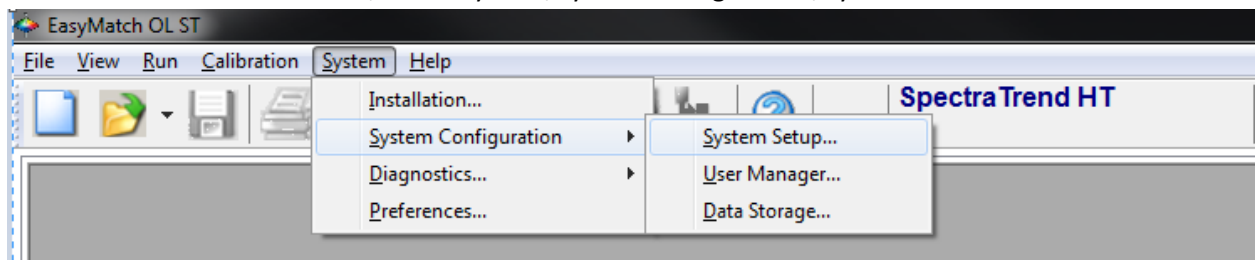 EasyMatch OL ST
File View Run Calibration System Help
SpectraTrend HT
Installation...
System Configuration
System Setup...
Diagnostics...
User Manager...
Preferences...
Data Storage...